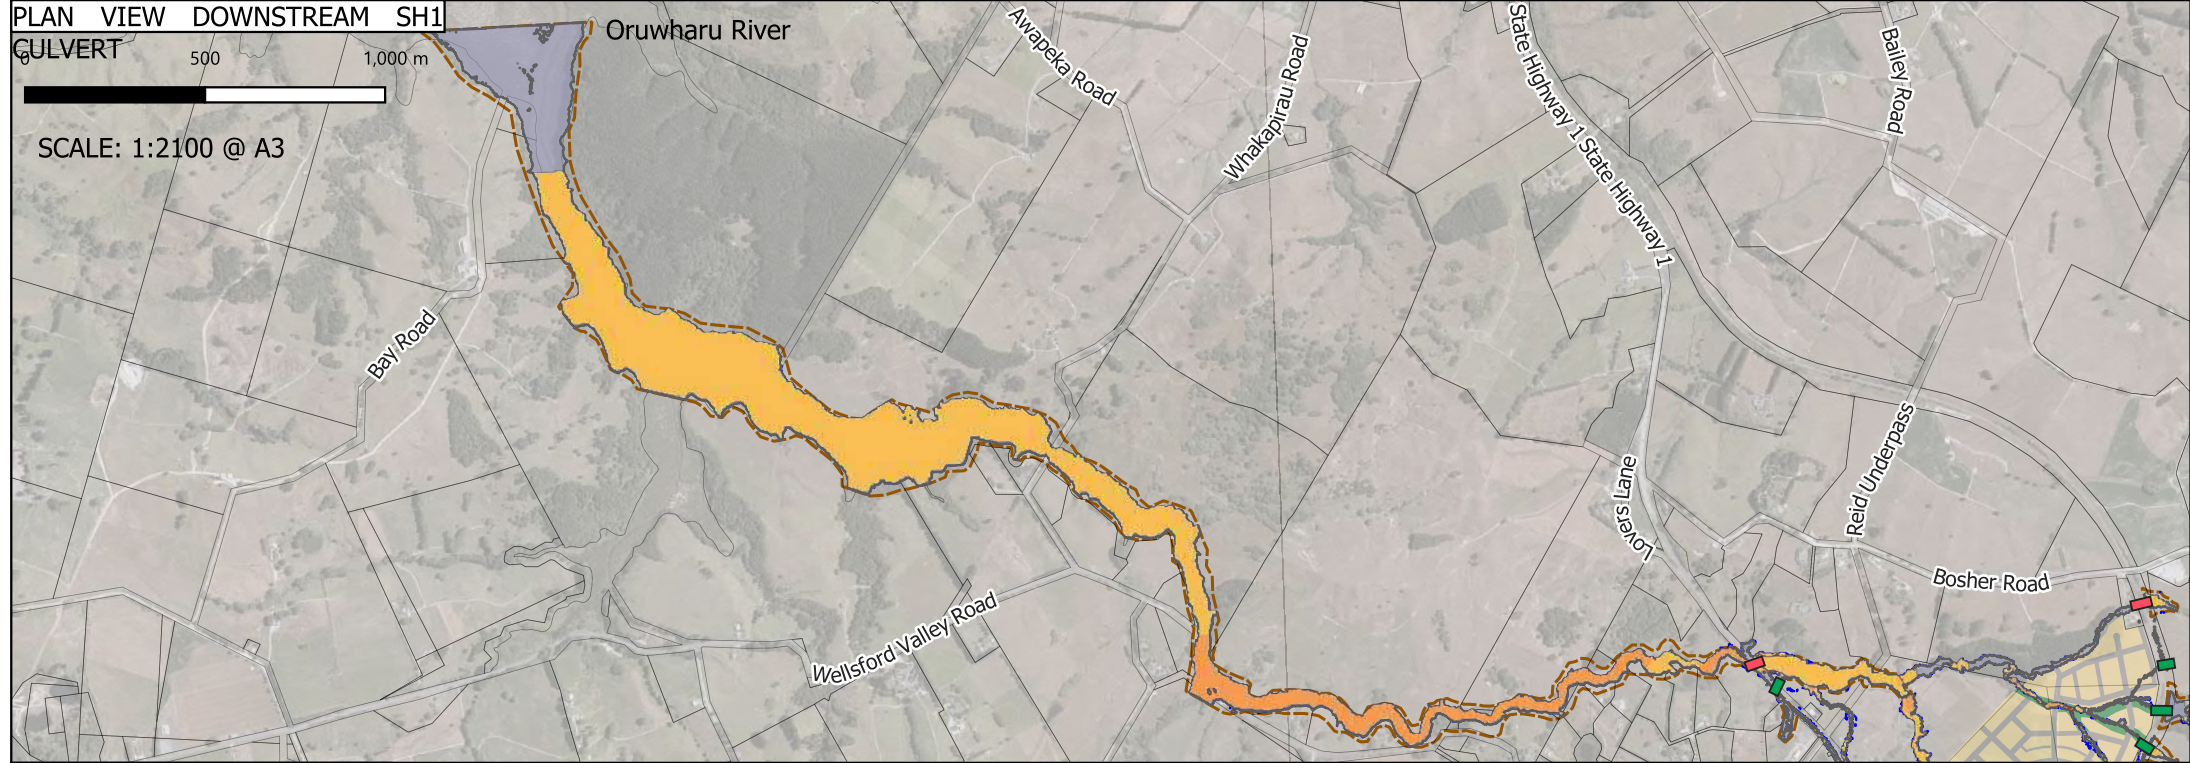 PLAN VIEW DOWNSTREAM SH1
CULVERT
0 500 1,000 m
SCALE: 1:2100 @ A3
Oruwharu River
Awapeka Road
Whakapirau Road
State Highway 1 State Highway 1
Bailey Road
Bay Road
Lovers Lane
Reid Underpass
Bosher Road
Wellsford Valley Road